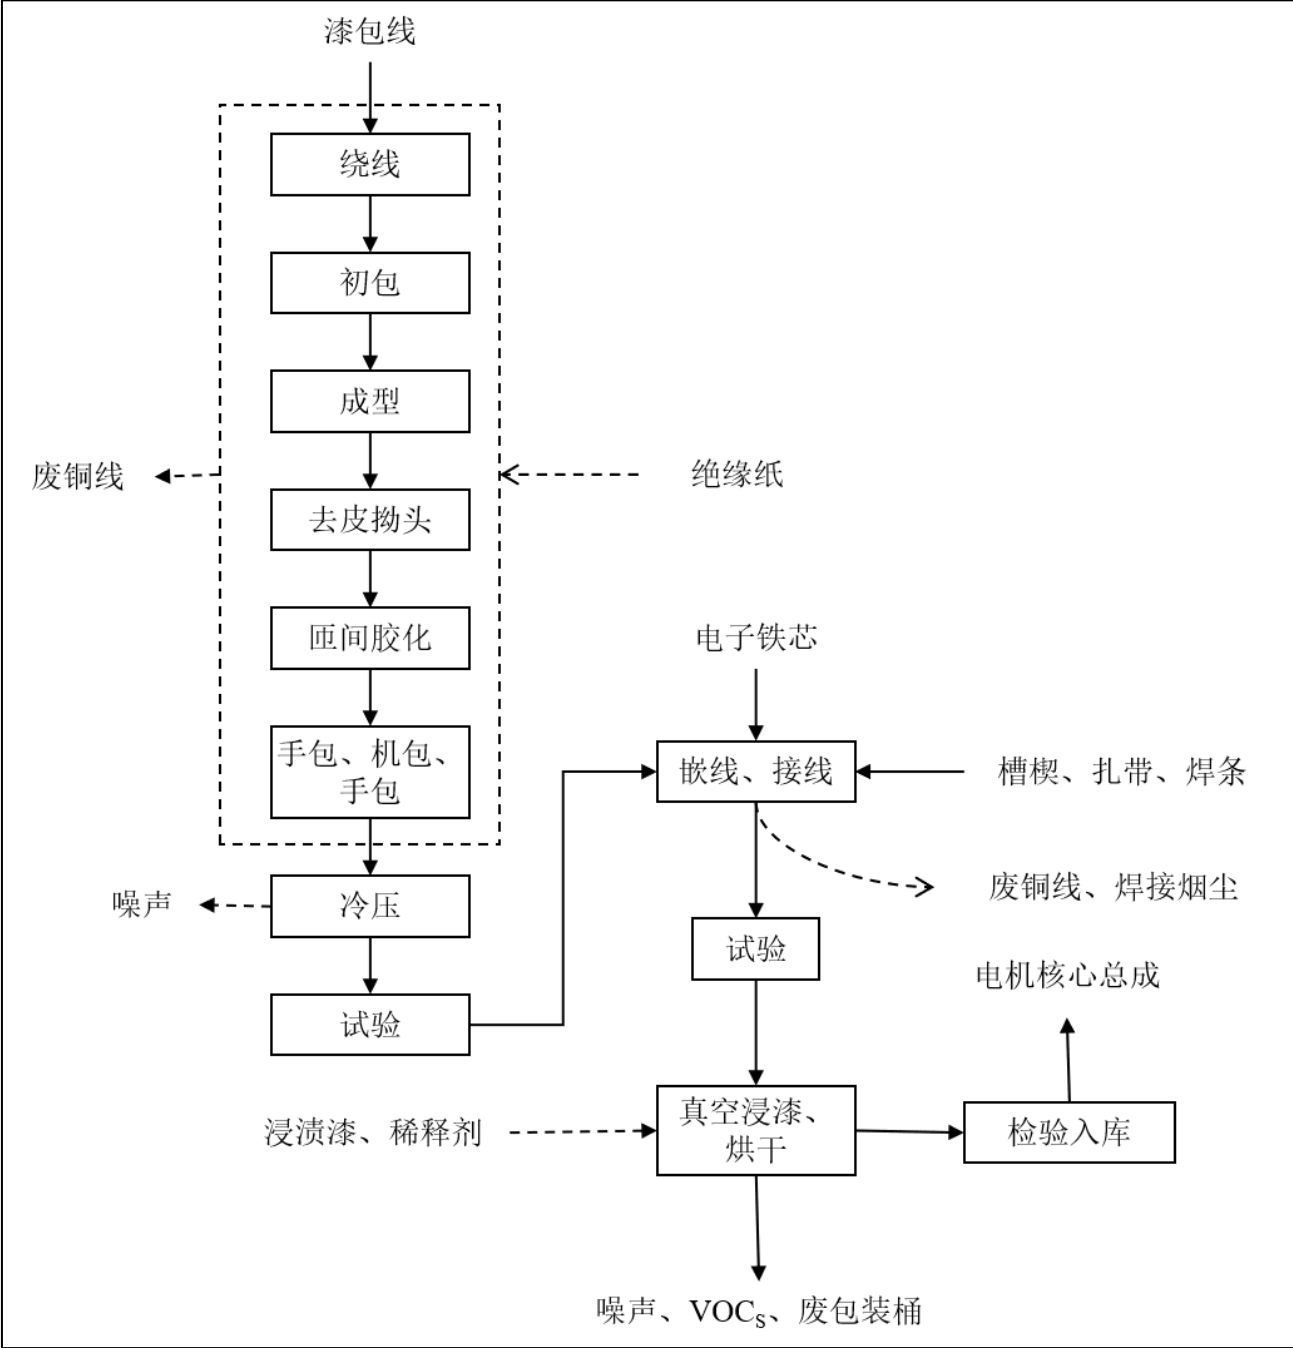 漆包线
绕线
初包
成型
废铜线
绝缘纸
去皮拗头
匝间胶化
电子铁芯
手包、机包、
手包
嵌线、接线
槽楔、扎带、焊条
噪声
冷压
废铜线、焊接烟尘
试验
电机核心总成
试验
浸渍漆、稀释剂
真空浸漆、
烘干
检验入库
噪声、VOCs、废包装桶